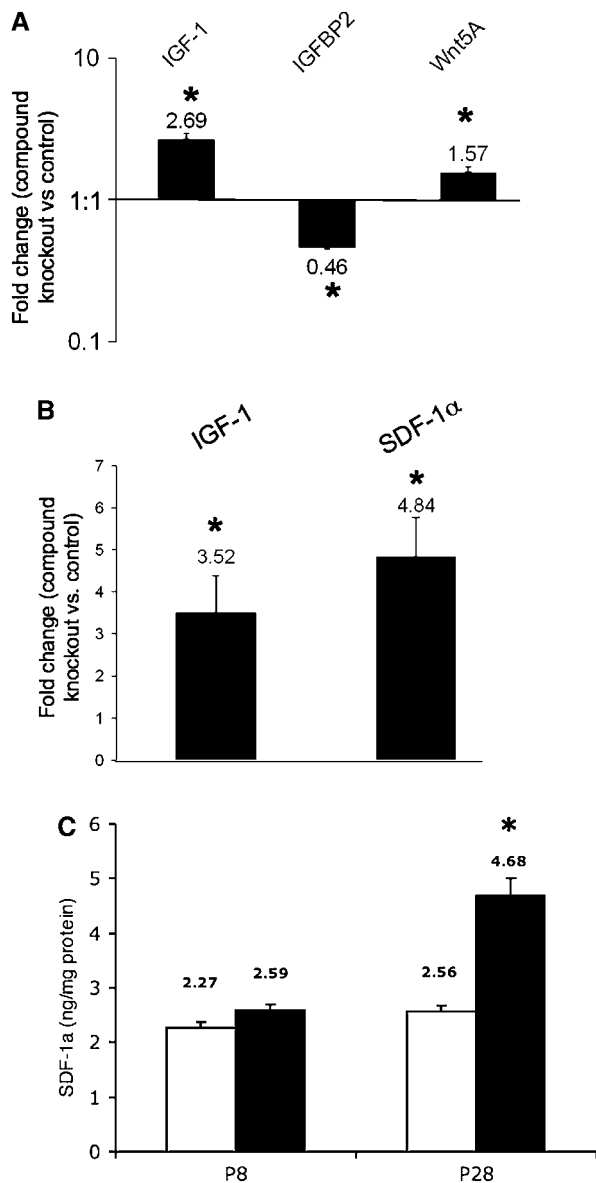 A
IGF-1
IGFBP2
Wnt5A
Fold change (compound
knockout vs control)
10
1:1
0.1
*
2.69
0.46
*
*
1.57
B
IGF-1
SDF-1α
Fold change (compound
knockout vs. control)
7
6
5
4
3
2
1
0
*
3.52
*
4.84
C
SDF-1a (ng/mg protein)
6
5
4
3
2
1
0
2.27
2.59
2.56
*
4.68
P8
P28